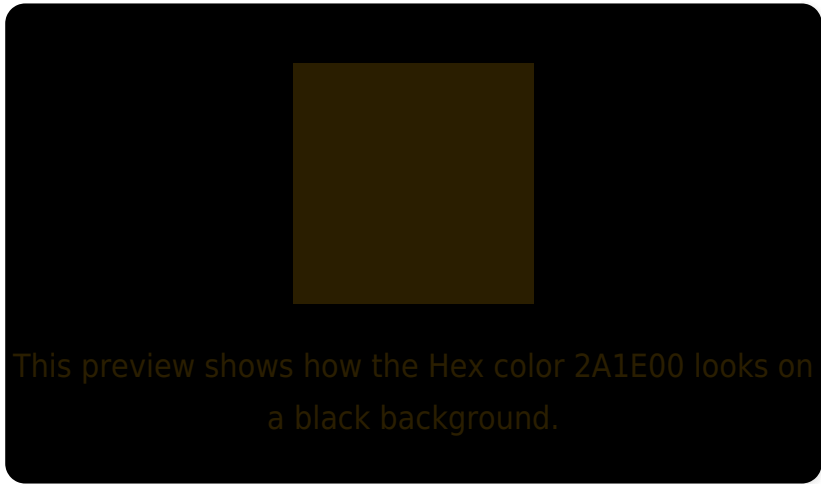 This preview shows how the Hex color 2A1E00 looks on
a black background.